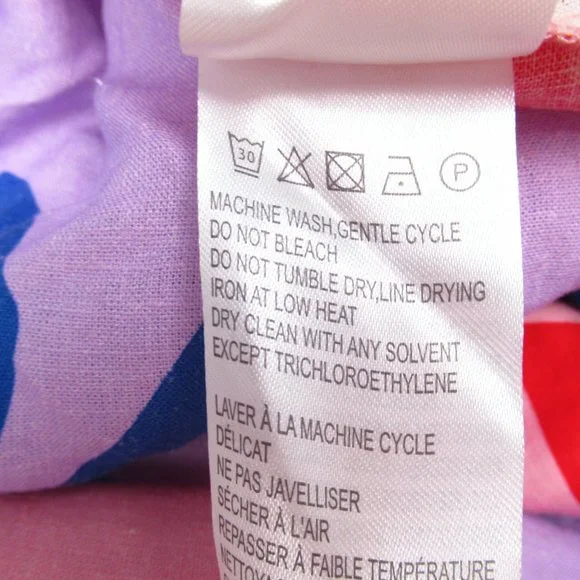 30 P
MACHINE WASH,GENTLE CYCLE
DO NOT BLEACH
DO NOT TUMBLE DRY,LINE DRYING
IRON AT LOW HEAT
DRY CLEAN WITH ANY SOLVENT
EXCEPT TRICHLOROETHYLENE
LAVER À LA MACHINE CYCLE
DÉLICAT
NE PAS JAVELLISER
SÉCHER À L'AIR
REPASSER À FAIBLE TEMPÉRATURE